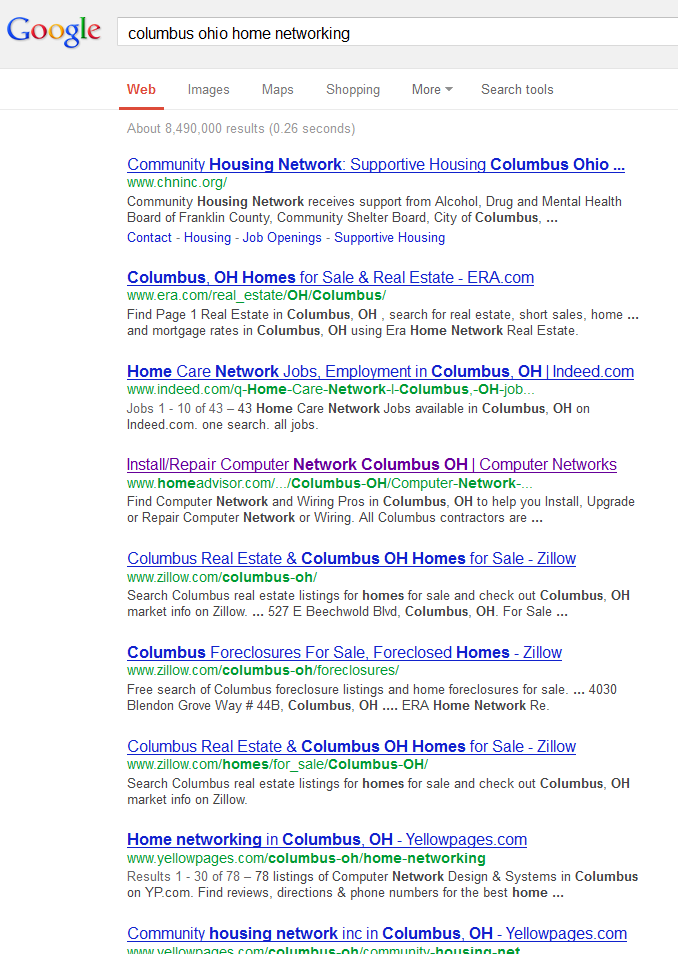 Google
columbus ohio home networking
Web Images Maps Shopping More Search tools
About 8,490,000 results (0.26 seconds)
Community Housing Network: Supportive Housing Columbus Ohio ...
www.chninc.org/
Community Housing Network receives support from Alcohol, Drug and Mental Health
Board of Franklin County, Community Shelter Board, City of Columbus, ...
Contact - Housing - Job Openings - Supportive Housing
Columbus, OH Homes for Sale & Real Estate - ERA.com
www.era.com/real_estate/OH/Columbus/
Find Page 1 Real Estate in Columbus, OH , search for real estate, short sales, home ...
and mortgage rates in Columbus, OH using Era Home Network Real Estate.
Home Care Network Jobs, Employment in Columbus, OH | Indeed.com
www.indeed.com/q-Home-Care-Network-l-Columbus,-OH-job...
Jobs 1 - 10 of 43 – 43 Home Care Network Jobs available in Columbus, OH on
Indeed.com. one search. all jobs.
Install/Repair Computer Network Columbus OH | Computer Networks
www.homeadvisor.com/.../Columbus-OH/Computer-Network-...
Find Computer Network and Wiring Pros in Columbus, OH to help you Install, Upgrade
or Repair Computer Network or Wiring. All Columbus contractors are ...
Columbus Real Estate & Columbus OH Homes for Sale - Zillow
www.zillow.com/columbus-oh/
Search Columbus real estate listings for homes for sale and check out Columbus, OH
market info on Zillow. ... 527 E Beechwold Blvd, Columbus, OH. For Sale ...
Columbus Foreclosures For Sale, Foreclosed Homes - Zillow
www.zillow.com/columbus-oh/foreclosures/
Free search of Columbus foreclosure listings and home foreclosures for sale. ... 4030
Blendon Grove Way # 44B, Columbus, OH .... ERA Home Network Re.
Columbus Real Estate & Columbus OH Homes for Sale - Zillow
www.zillow.com/homes/for_sale/Columbus-OH/
Search Columbus real estate listings for homes for sale and check out Columbus, OH
market info on Zillow.
Home networking in Columbus, OH - Yellowpages.com
www.yellowpages.com/columbus-oh/home-networking
Results 1 - 30 of 78 – 78 listings of Computer Network Design & Systems in Columbus
on YP.com. Find reviews, directions & phone numbers for the best home ...
Community housing network inc in Columbus, OH - Yellowpages.com
www.yellowpages.com/columbus-oh/community-housing-net